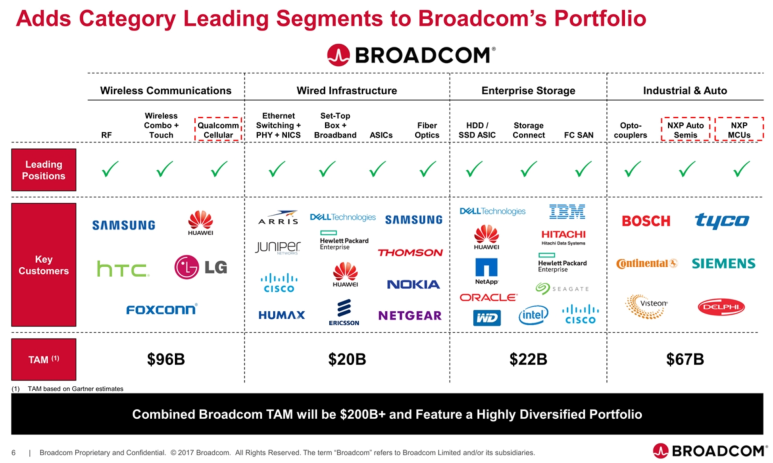 Adds Category Leading Segments to Broadcom's Portfolio
BROADCOM®
Wireless Communications
Wired Infrastructure
Enterprise Storage
Industrial & Auto
RF
Wireless
Combo +
Touch
Qualcomm
Cellular
Ethernet
Switching +
PHY + NICS
Set-Top
Box +
Broadband
ASICs
Fiber
Optics
HDD /
SSD ASIC
Storage
Connect
FC SAN
Opto-
couplers
NXP Auto
Semis
NXP
MCUs
Leading
Positions
Key
Customers
SAMSUNG
HUAWEI
hTC
LG
FOXCONN®
ARRIS
DELLTechnologies
SAMSUNG
JUNIPER
NETWORKS
Hewlett Packard
Enterprise
THOMSON
CISCO
HUAWEI
NOKIA
HUMAX
ERICSSON
NETGEAR
DELLTechnologies
IBM
HUAWEI
HITACHI
Hitachi Data Systems
NetApp
Hewlett Packard
Enterprise
SEAGATE
ORACLE
WD
intel
CISCO
BOSCH
tyco
Continental
SIEMENS
Visteon
DELPHI
TAM (1)
$96B
$20B
$22B
$67B
(1) TAM based on Gartner estimates
Combined Broadcom TAM will be $200B+ and Feature a Highly Diversified Portfolio
6 | Broadcom Proprietary and Confidential. © 2017 Broadcom. All Rights Reserved. The term “Broadcom” refers to Broadcom Limited and/or its subsidiaries.
BROADCOM®